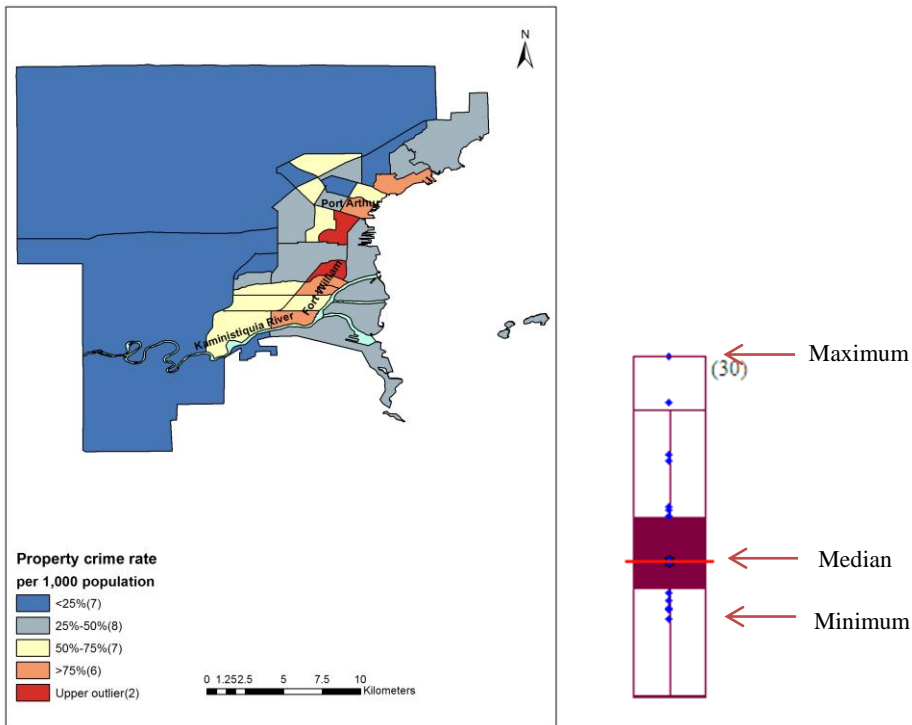 N
Port Arthur
Fort William
Kaministiquia River
Property crime rate
per 1,000 population
<25%(7)
25%-50%(8)
50%-75%(7)
>75%(6)
Upper outlier(2)
0 1.252.5 5 7.5 10
Kilometers
Maximum
(30)
Median
Minimum